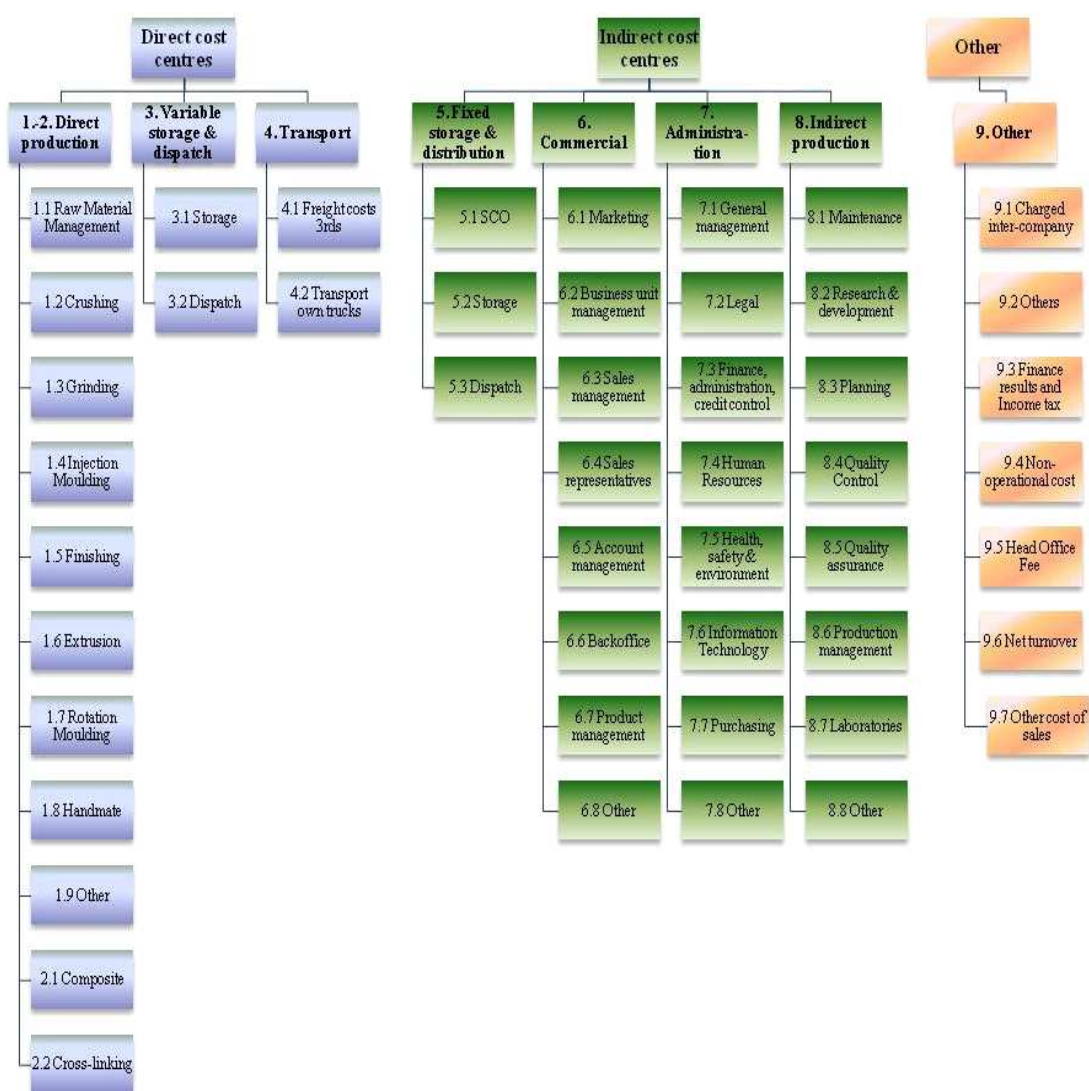 Direct cost
centres
1.-2. Direct
production
1.1 Raw Material
Management
1.2 Crushing
1.3 Grinding
1.4 Injection
Moulding
1.5 Finishing
1.6 Extrusion
1.7 Rotation
Moulding
1.8 Handmate
1.9 Other
2.1 Composite
2.2 Cross-linking
3. Variable
storage &
dispatch
3.1 Storage
3.2 Dispatch
4. Transport
4.1 Freight costs
3rds
4.2 Transport
own trucks
Indirect cost
centres
5. Fixed
storage &
distribution
5.1 SCO
5.2 Storage
5.3 Dispatch
6.
Commercial
6.1 Marketing
6.2 Business unit
management
6.3 Sales
management
6.4 Sales
representatives
6.5 Account
management
6.6 Backoffice
6.7 Product
management
6.8 Other
7.
Administra-
tion
7.1 General
management
7.2 Legal
7.3 Finance,
administration,
credit control
7.4 Human
Resources
7.5 Health,
safety &
environment
7.6 Information
Technology
7.7 Purchasing
7.8 Other
8. Indirect
production
8.1 Maintenance
8.2 Research &
development
8.3 Planning
8.4 Quality
Control
8.5 Quality
assurance
8.6 Production
management
8.7 Laboratories
8.8 Other
Other
9. Other
9.1 Charged
inter-company
9.2 Others
9.3 Finance
results and
Income tax
9.4 Non-
operational cost
9.5 Head Office
Fee
9.6 Net turnover
9.7 Other cost of
sales